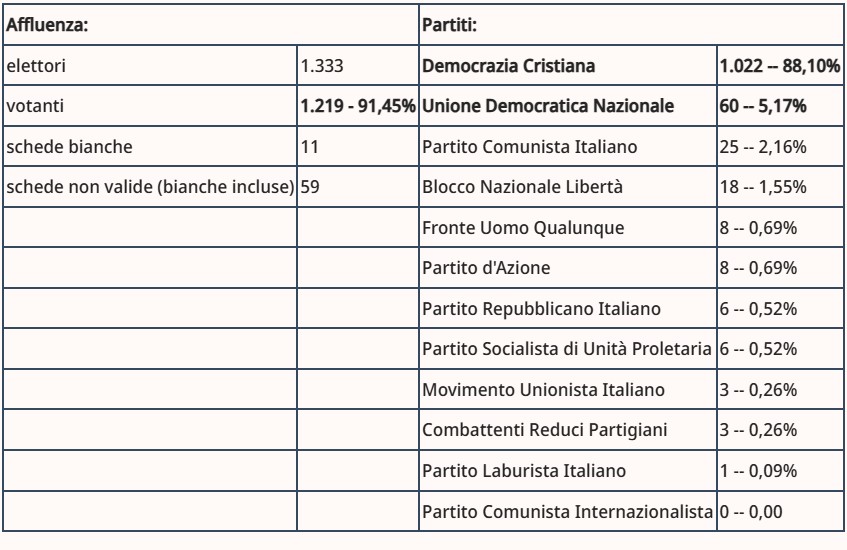 Affluenza: Partiti:
elettori 1.333 Democrazia Cristiana 1.022 -- 88,10%
votanti 1.219 - 91,45% Unione Democratica Nazionale 60 -- 5,17%
schede bianche 11 Partito Comunista Italiano 25 -- 2,16%
schede non valide (bianche incluse) 59 Blocco Nazionale Libertà 18 -- 1,55%
Fronte Uomo Qualunque 8 -- 0,69%
Partito d'Azione 8 -- 0,69%
Partito Repubblicano Italiano 6 -- 0,52%
Partito Socialista di Unità Proletaria 6 -- 0,52%
Movimento Unionista Italiano 3 -- 0,26%
Combattenti Reduci Partigiani 3 -- 0,26%
Partito Laburista Italiano 1 -- 0,09%
Partito Comunista Internazionalista 0 -- 0,00